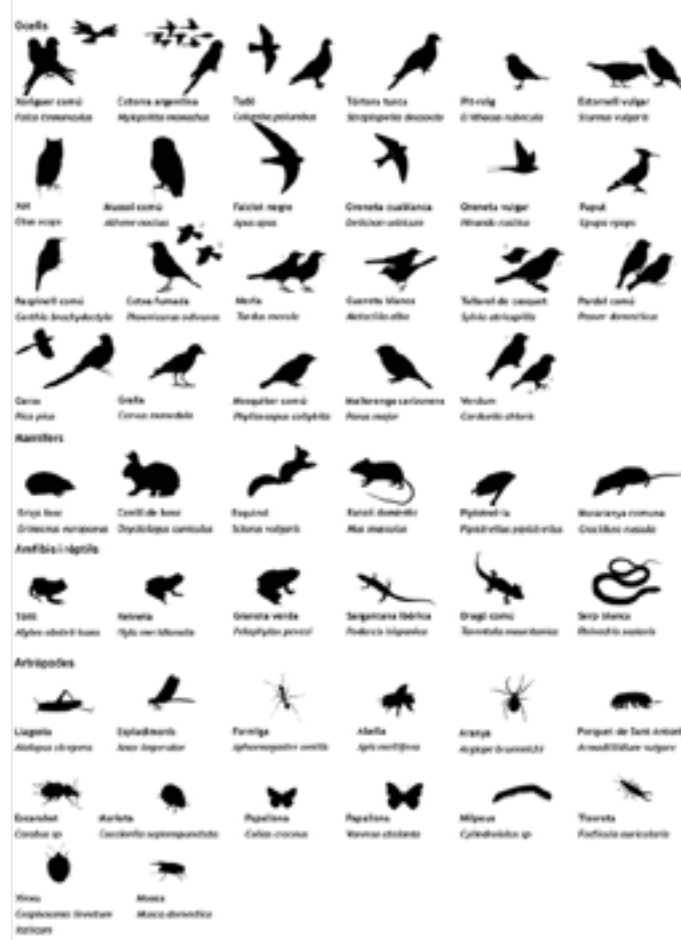 Ocells
Xoriguer comú Cotorra argentina Tudó Tórtora turca Pit-roig Estornell vulgar
Falco tinnunculus Myiopsitta monachus Columba palumbus Streptopelia decaocto Erithacus rubecula Sturnus vulgaris
Xot Mussol comú Falciot negre Oreneta cuablanca Oreneta vulgar Puput
Otus scops Athene noctua Apus apus Delichon urbicum Hirundo rustica Upupa epops
Raspinell comú Cotxa fumada Merla Cuereta blanca Tallarol de casquet Pardal comú
Certhia brachydactyla Phoenicurus ochruros Turdus merula Motacilla alba Sylvia atricapilla Passer domesticus
Garsa Gralla Mosquiter comú Mallerenga carbonera Verdum
Pica pica Corvus monedula Phylloscopus collybita Parus major Carduelis chloris
Mamífers
Eriçó fosc Conill de bosc Esquirol Ratolí domèstic Pipistrel·la Musaranya comuna
Erinaceus europaeus Oryctolagus cuniculus Sciurus vulgaris Mus musculus Pipistrellus pipistrellus Crocidura russula
Amfibis i rèptils
Tòtil Reineta Granota verda Sargantana ibèrica Dragó comú Serp blanca
Alytes obstetricans Hyla meridionalis Pelophylax perezi Podarcis hispanica Tarentola mauritanica Rhinechis scalaris
Artròpodes
Llagosta Espiadimonis Formiga Abella Aranya Porquet de Sant Antoni
Anax imperator Aphaenogaster senilis Apis mellifera Argiope bruennichi Armadillidium vulgare
Escarabat Marieta Papallona Papallona Milpeus Tisoreta
Carabus sp Coccinella septempunctata Colias croceus Vanessa atalanta Cylindroiulus sp Forficula auricularia
Xinxa Mosca
Graphosoma lineatum Musca domestica
italicum